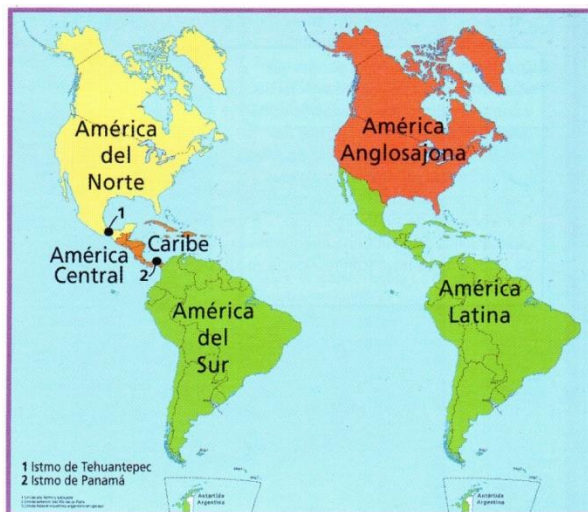 América
del
Norte
1
América
Central
Caribe
2
América
del
Sur
1 Istmo de Tehuantepec
2 Istmo de Panamá
Antártida
Argentina
América
Anglosajona
América
Latina
Antártida
Argentina